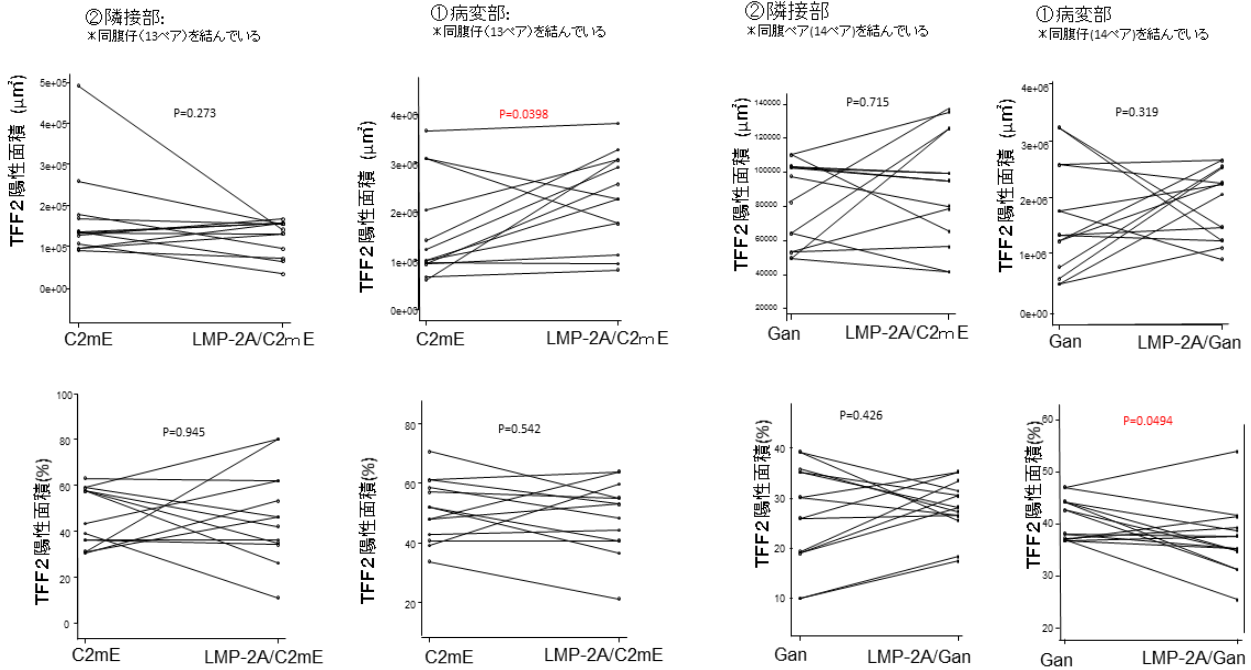 ②隣接部:
＊同腹仔（13ペア）を結んでいる
TFF2陽性面積 (μm²)
5e+05
4e+05
3e+05
2e+05
1e+05
0e+00
P=0.273
C2mE
LMP-2A/C2mE
①病変部:
＊同腹仔（13ペア）を結んでいる
TFF2陽性面積 (μm²)
4e+06
3e+06
2e+06
1e+06
0e+00
P=0.0398
C2mE
LMP-2A/C2mE
②隣接部
＊同腹ペア(14ペア)を結んでいる
TFF2陽性面積 (μm²)
140000
120000
100000
80000
60000
40000
20000
P=0.715
Gan
LMP-2A/C2mE
①病変部
＊同腹仔(14ペア)を結んでいる
TFF2陽性面積 (μm²)
4e+06
3e+06
2e+06
1e+06
0e+00
P=0.319
Gan
LMP-2A/Gan
TFF2陽性面積(%)
100
80
60
40
20
0
P=0.945
C2mE
LMP-2A/C2mE
TFF2陽性面積(%)
80
60
40
20
P=0.542
C2mE
LMP-2A/C2mE
TFF2陽性面積(%)
40
30
20
10
P=0.426
Gan
LMP-2A/Gan
TFF2陽性面積(%)
60
50
40
30
20
P=0.0494
Gan
LMP-2A/Gan